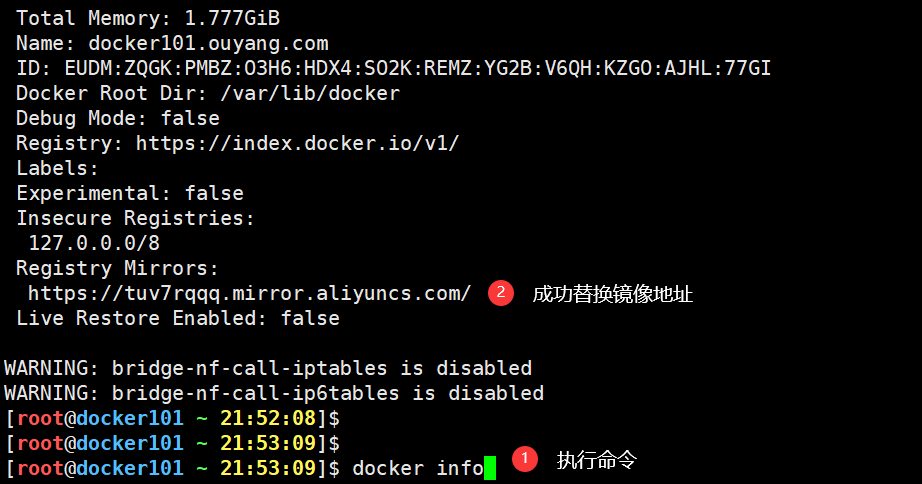 Total Memory: 1.777GiB
Name: docker101.ouyang.com
ID: EUDM:ZQGK:PMBZ:O3H6:HDX4:SO2K:REMZ:YG2B:V6QH:KZGO:AJHL:77GI
Docker Root Dir: /var/lib/docker
Debug Mode: false
Registry: https://index.docker.io/v1/
Labels:
Experimental: false
Insecure Registries:
127.0.0.0/8
Registry Mirrors:
https://tuv7rqqq.mirror.aliyuncs.com/ 2 成功替换镜像地址
Live Restore Enabled: false
WARNING: bridge-nf-call-iptables is disabled
WARNING: bridge-nf-call-ip6tables is disabled
[root@docker101 ~ 21:52:08]$
[root@docker101 ~ 21:53:09]$
[root@docker101 ~ 21:53:09]$ docker info 1 执行命令